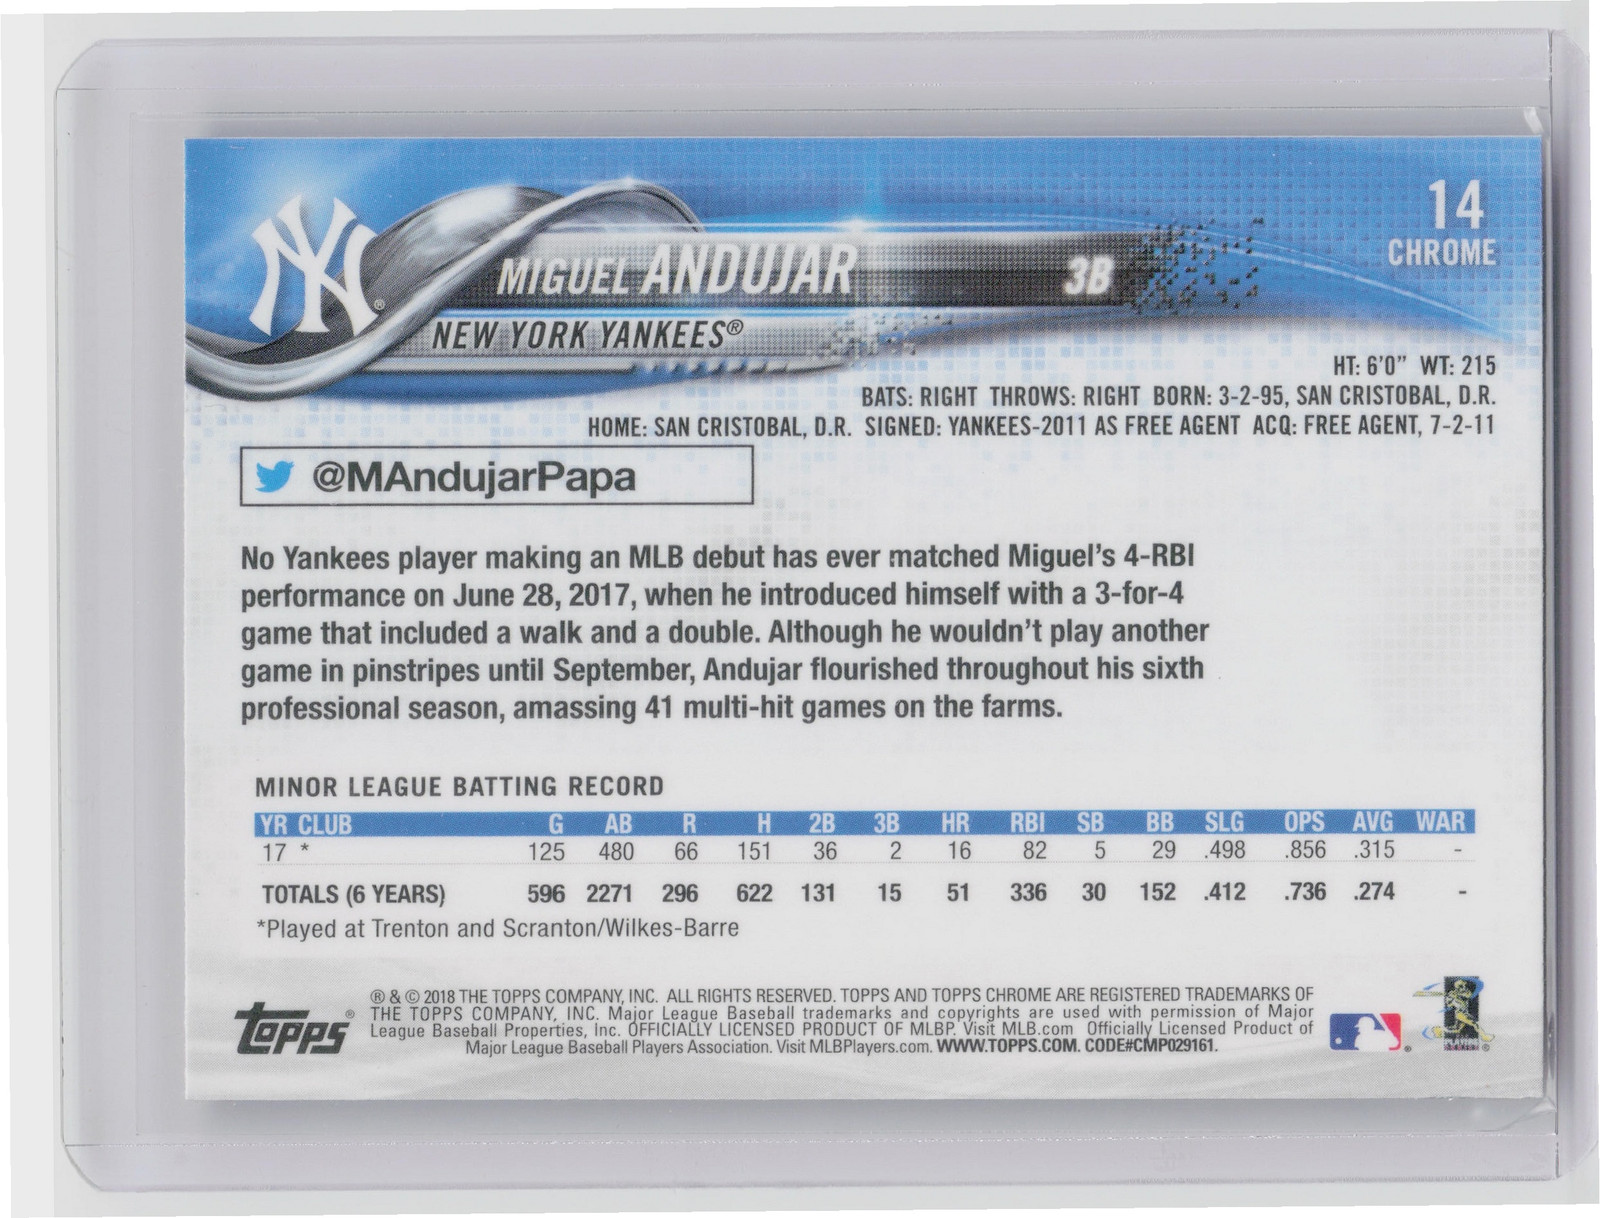 14
CHROME
MIGUEL ANDUJAR 3B
NEW YORK YANKEES®
HT: 6'0" WT: 215
BATS: RIGHT THROWS: RIGHT BORN: 3-2-95, SAN CRISTOBAL, D.R.
HOME: SAN CRISTOBAL, D.R. SIGNED: YANKEES-2011 AS FREE AGENT ACQ: FREE AGENT, 7-2-11
@MAndujarPapa
No Yankees player making an MLB debut has ever matched Miguel's 4-RBI
performance on June 28, 2017, when he introduced himself with a 3-for-4
game that included a walk and a double. Although he wouldn't play another
game in pinstripes until September, Andujar flourished throughout his sixth
professional season, amassing 41 multi-hit games on the farms.
MINOR LEAGUE BATTING RECORD
YR CLUB G AB R H 2B 3B HR RBI SB BB SLG OPS AVG WAR
17 * 125 480 66 151 36 2 16 82 5 29 .498 .856 .315 -
TOTALS (6 YEARS) 596 2271 296 622 131 15 51 336 30 152 .412 .736 .274 -
*Played at Trenton and Scranton/Wilkes-Barre
Topps®
® & © 2018 THE TOPPS COMPANY, INC. ALL RIGHTS RESERVED. TOPPS AND TOPPS CHROME ARE REGISTERED TRADEMARKS OF
THE TOPPS COMPANY, INC. Major League Baseball trademarks and copyrights are used with permission of Major
League Baseball Properties, Inc. OFFICIALLY LICENSED PRODUCT OF MLBP. Visit MLB.com Officially Licensed Product of
Major League Baseball Players Association. Visit MLBPlayers.com. WWW.TOPPS.COM. CODE#CMP029161.